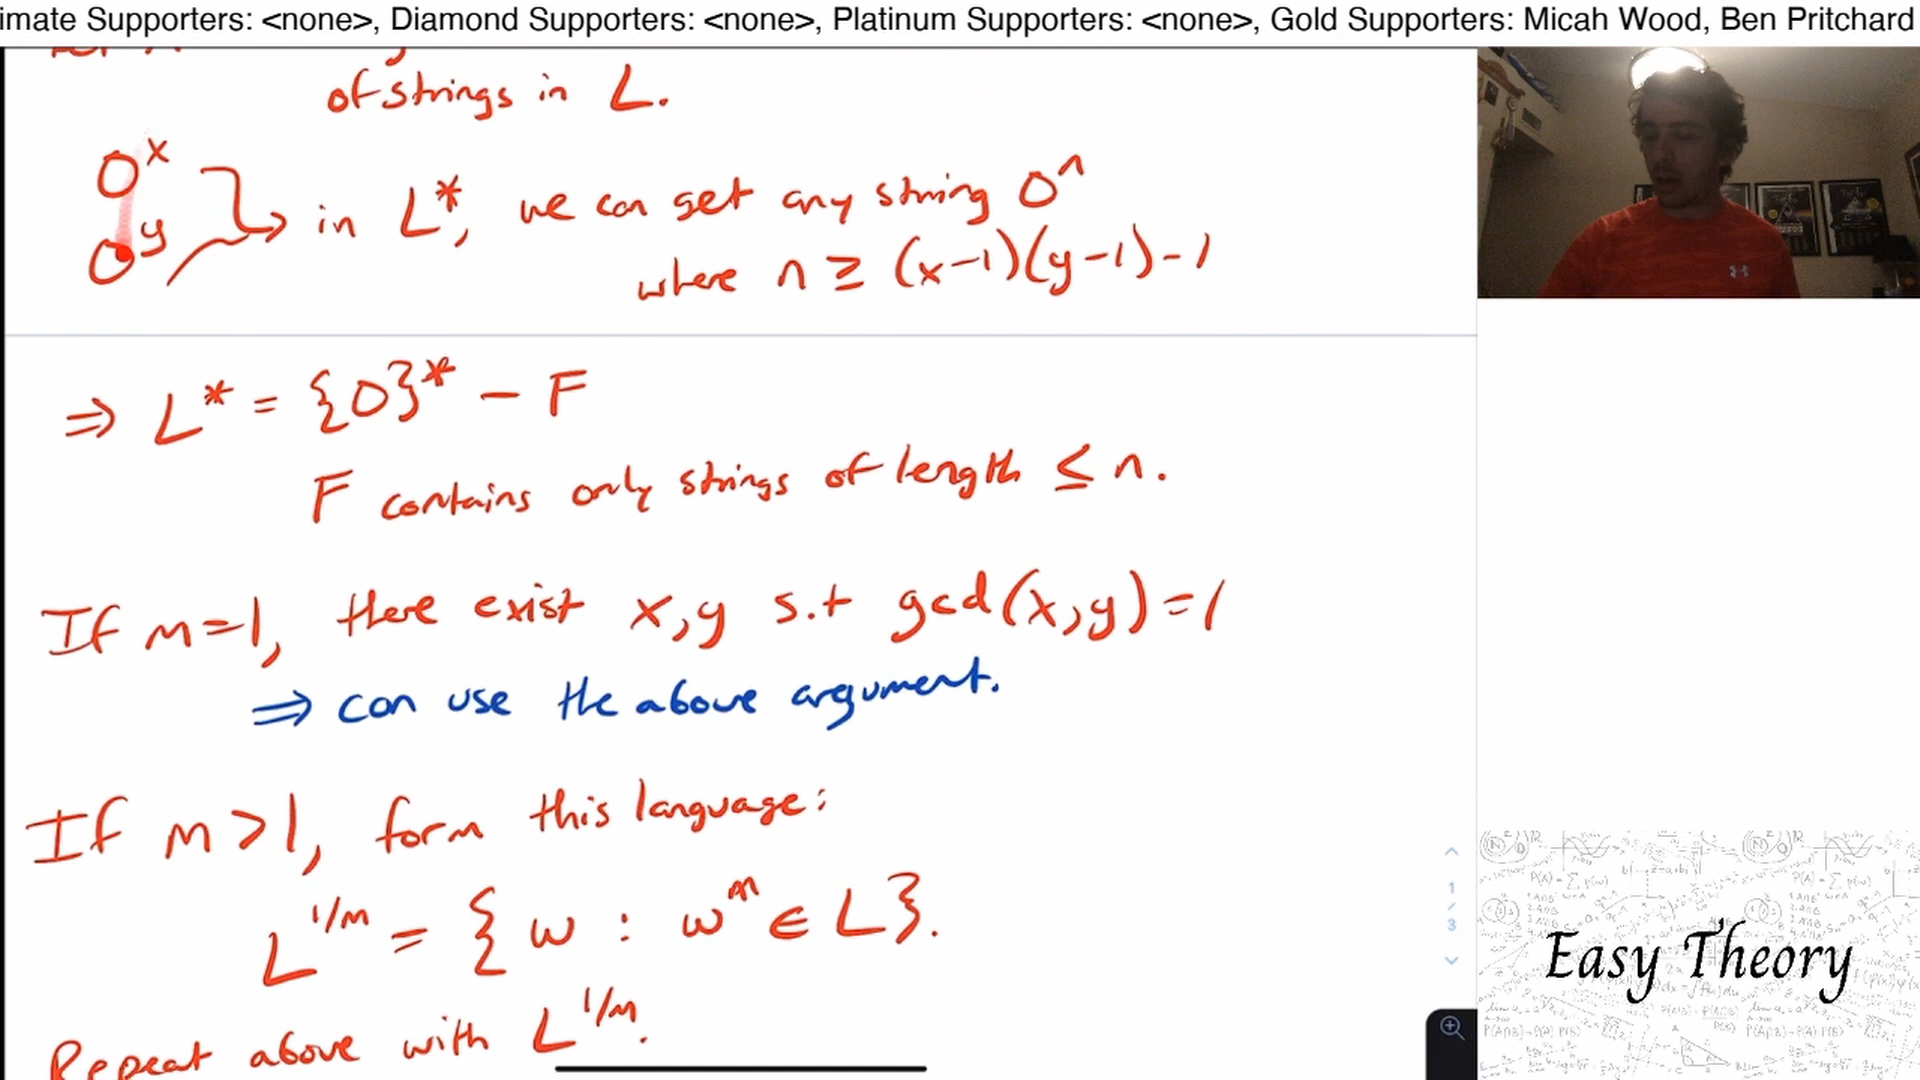 imate Supporters: <none>, Diamond Supporters: <none>, Platinum Supporters: <none>, Gold Supporters: Micah Wood, Ben Pritchard
of strings in L.
0^x
0^y
in L*, we can get any string 0^n
where n ≥ (x-1)(y-1)-1
⇒ L* = {0}* - F
F contains only strings of length ≤ n.
If m=1, there exist x,y s.t gcd(x,y)=1
⇒ can use the above argument.
If m>1, form this language:
L^1/m = { w : w^m ∈ L}.
Repeat above with L^1/m.
1
/
3
Easy Theory